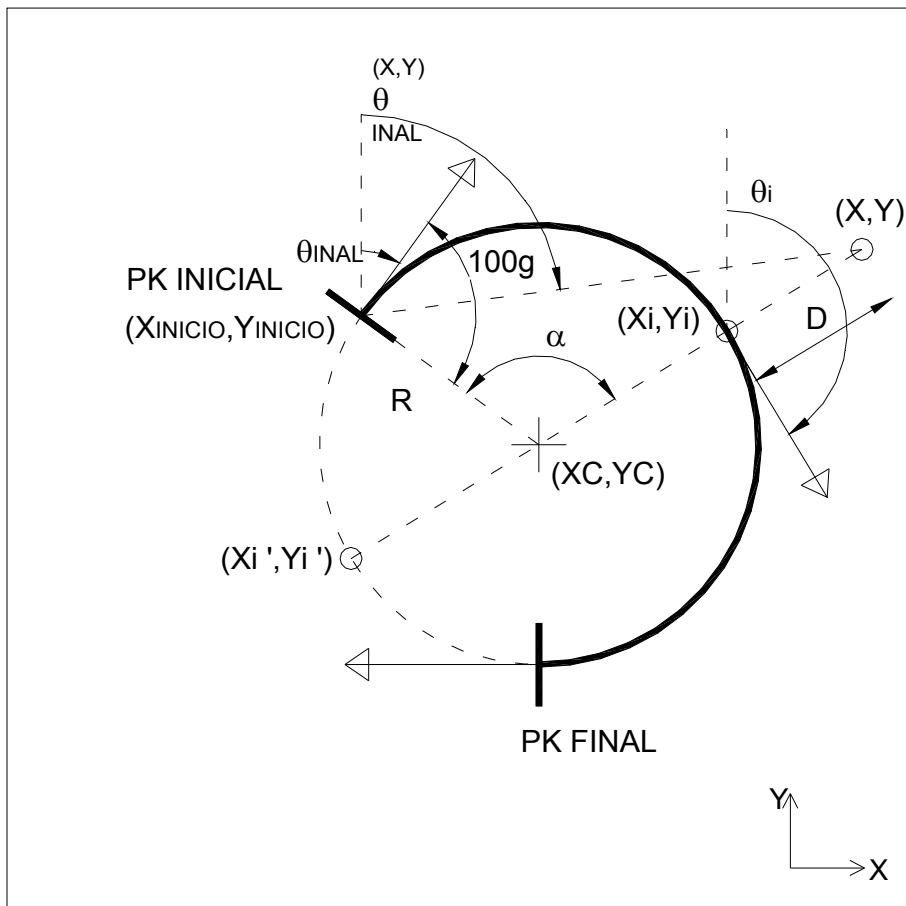 (X,Y)
θ
INAL
θi
(X,Y)
θINAL
100g
PK INICIAL
(XINICIO,YINICIO)
(Xi,Yi)
D
α
R
(XC,YC)
(Xi ',Yi ')
PK FINAL
Y
X